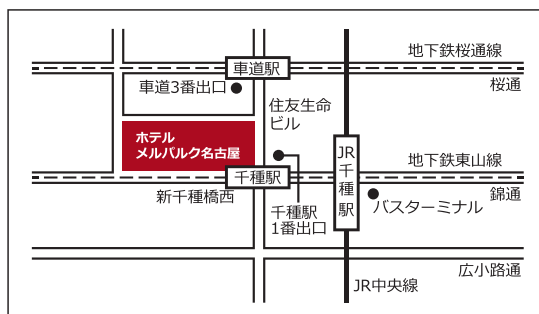 地下鉄桜通線
車道駅
桜通
車道3番出口
住友生命
ビル
ホテル
メルパルク名古屋
JR千種駅
地下鉄東山線
千種駅
新千種橋西
錦通
千種駅
1番出口
バスターミナル
広小路通
JR中央線